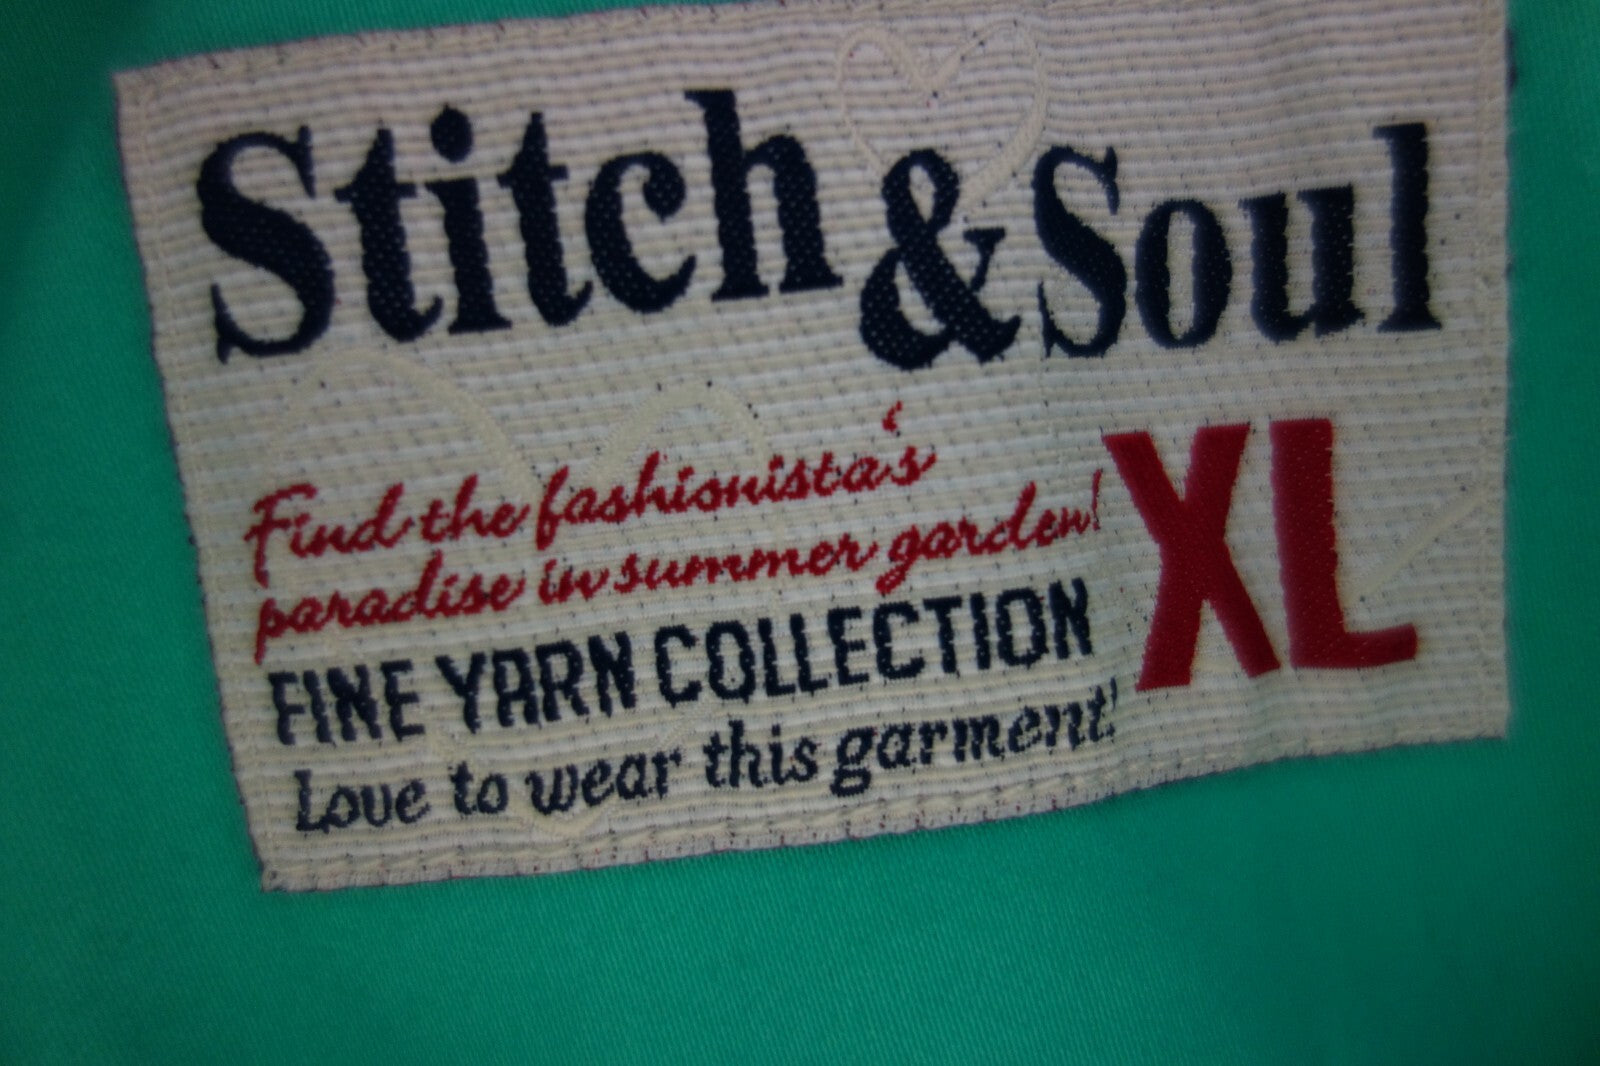 Stitch & Soul
Find the fashionista's
paradise in summer garden!
XL
FINE YARN COLLECTION
Love to wear this garment!